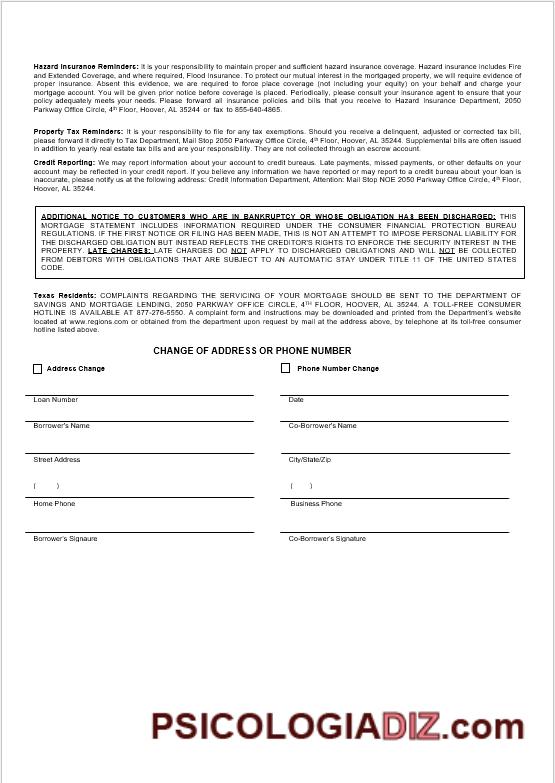 Hazard Insurance Reminders: It is your responsibility to maintain proper and sufficient hazard insurance coverage. Hazard insurance includes Fire
and Extended Coverage, and where required, Flood Insurance. To protect our mutual interest in the mortgaged property, we will require evidence of
proper insurance. Absent this evidence, we are required to force place coverage (not including your equity) on your behalf and charge your
mortgage account. You will be given prior notice before coverage is placed. Periodically, please consult your insurance agent to ensure that your
policy adequately meets your needs. Please forward all insurance policies and bills that you receive to Hazard Insurance Department, 2050
Parkway Office Circle, 4th Floor, Hoover, AL 35244 or fax to 855-640-4865.
Property Tax Reminders: It is your responsibility to file for any tax exemptions. Should you receive a delinquent, adjusted or corrected tax bill,
please forward it directly to Tax Department, Mail Stop 2050 Parkway Office Circle, 4th Floor, Hoover, AL 35244. Supplemental bills are often issued
in addition to yearly real estate tax bills and are your responsibility. They are not collected through an escrow account.
Credit Reporting: We may report information about your account to credit bureaus. Late payments, missed payments, or other defaults on your
account may be reflected in your credit report. If you believe any information we have reported or may report to a credit bureau about your loan is
inaccurate, please notify us at the following address: Credit Information Department, Attention: Mail Stop NOE 2050 Parkway Office Circle, 4th Floor,
Hoover, AL 35244.
ADDITIONAL NOTICE TO CUSTOMERS WHO ARE IN BANKRUPTCY OR WHOSE OBLIGATION HAS BEEN DISCHARGED: THIS
MORTGAGE STATEMENT INCLUDES INFORMATION REQUIRED UNDER THE CONSUMER FINANCIAL PROTECTION BUREAU
REGULATIONS. IF THE FIRST NOTICE OR FILING HAS BEEN MADE, THIS IS NOT AN ATTEMPT TO IMPOSE PERSONAL LIABILITY FOR
THE DISCHARGED OBLIGATION BUT INSTEAD REFLECTS THE CREDITOR'S RIGHTS TO ENFORCE THE SECURITY INTEREST IN THE
PROPERTY. LATE CHARGES: LATE CHARGES DO NOT APPLY TO DISCHARGED OBLIGATIONS AND WILL NOT BE COLLECTED
FROM DEBTORS WITH OBLIGATIONS THAT ARE SUBJECT TO AN AUTOMATIC STAY UNDER TITLE 11 OF THE UNITED STATES
CODE.
Texas Residents: COMPLAINTS REGARDING THE SERVICING OF YOUR MORTGAGE SHOULD BE SENT TO THE DEPARTMENT OF
SAVINGS AND MORTGAGE LENDING, 2050 PARKWAY OFFICE CIRCLE, 4TH FLOOR, HOOVER, AL 35244. A TOLL-FREE CONSUMER
HOTLINE IS AVAILABLE AT 877-276-5550. A complaint form and instructions may be downloaded and printed from the Department's website
located at www.regions.com or obtained from the department upon request by mail at the address above, by telephone at its toll-free consumer
hotline listed above.
CHANGE OF ADDRESS OR PHONE NUMBER
Address Change
Phone Number Change
Loan Number
Date
Borrower's Name
Co-Borrower's Name
Street Address
City/State/Zip
( )
( )
Home Phone
Business Phone
Borrower's Signaure
Co-Borrower's Signature
PSICOLOGIADIZ.com